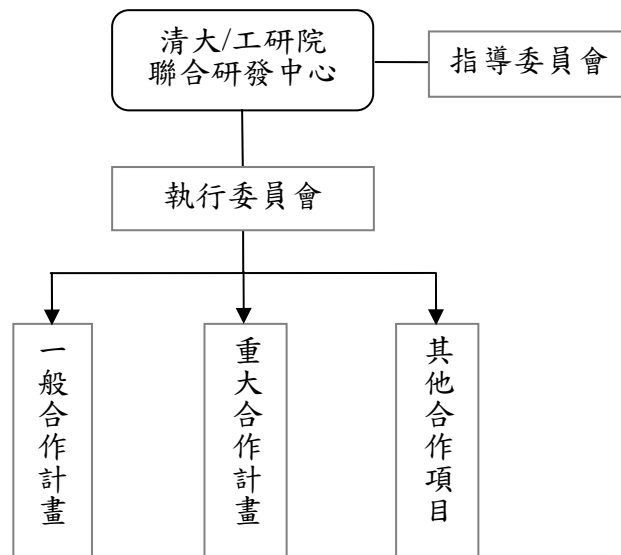 清大/工研院
聯合研發中心
指導委員會
執行委員會
一般合作計畫
重大合作計畫
其他合作項目